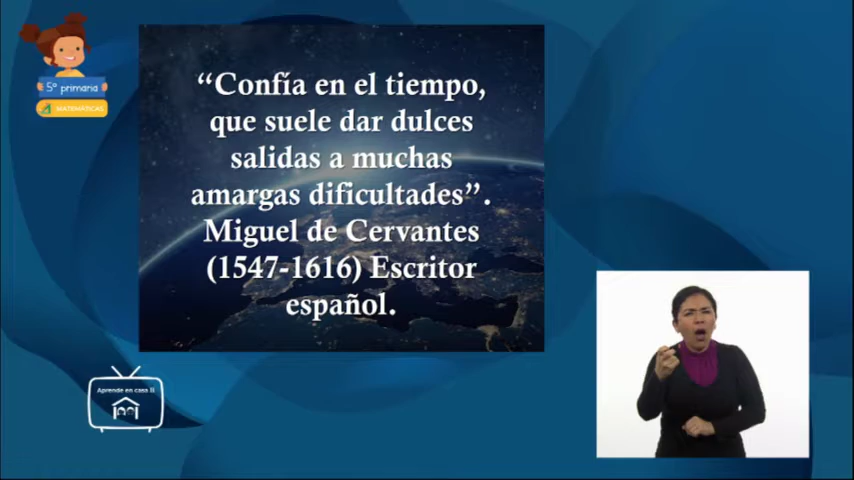 5° primaria
MATEMÁTICAS
“Confía en el tiempo,
que suele dar dulces
salidas a muchas
amargas dificultades”.
Miguel de Cervantes
(1547-1616) Escritor
español.
Aprende en casa II